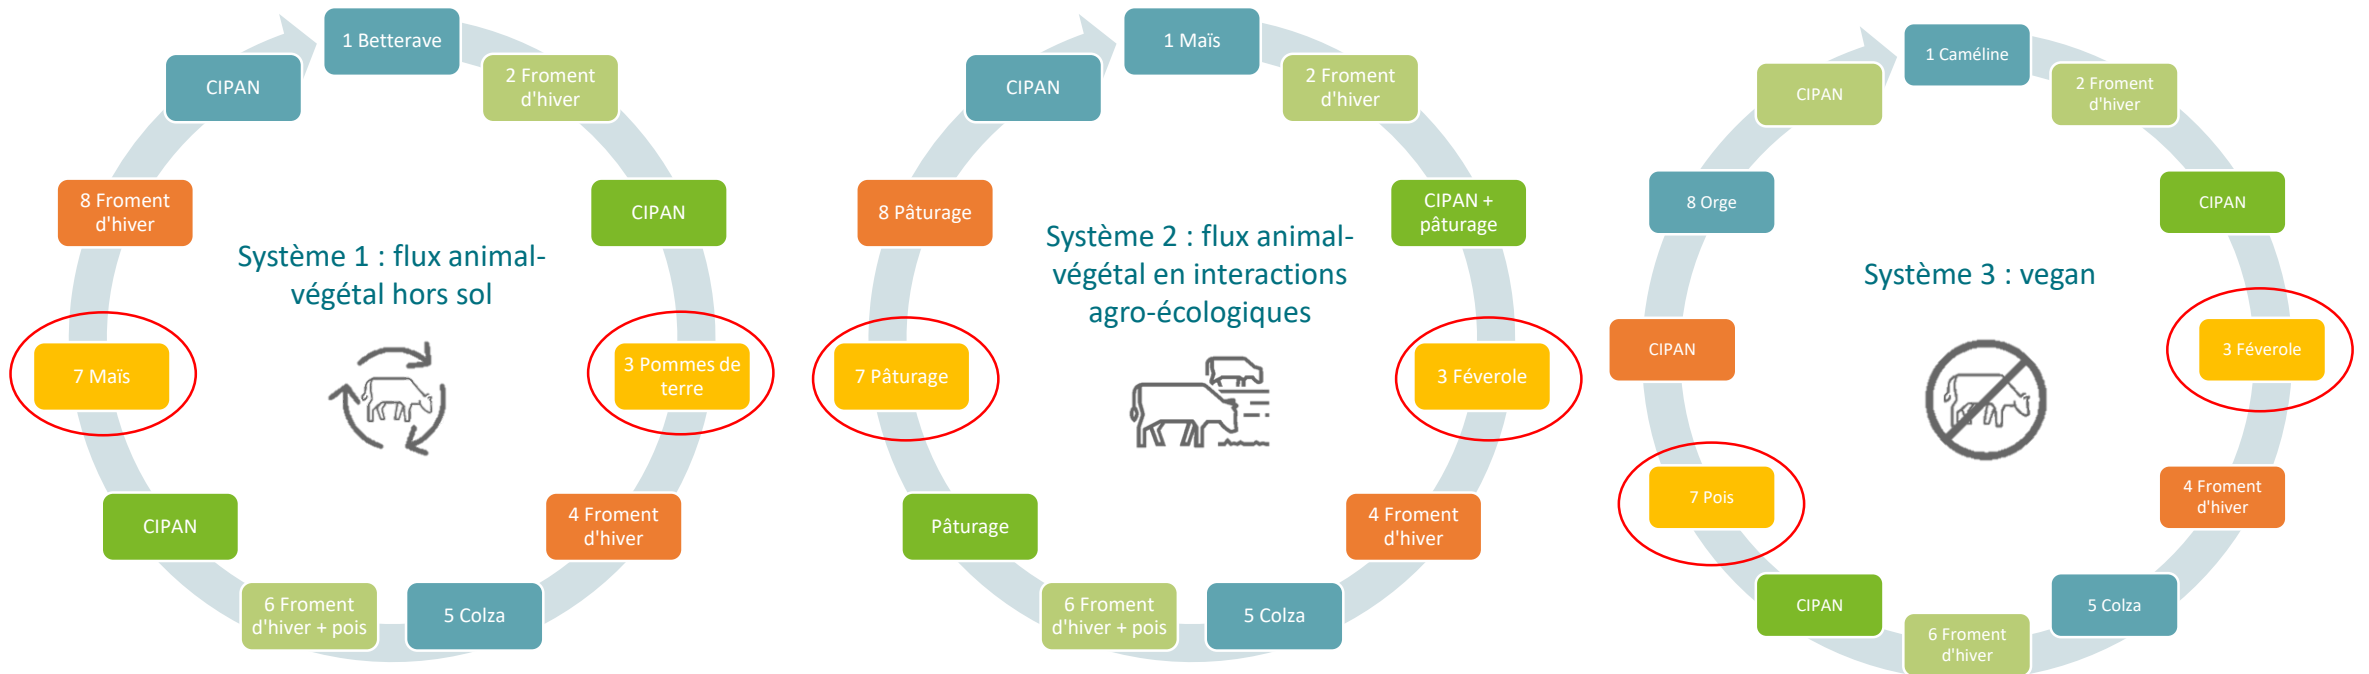 1 Betterave
2 Froment
d'hiver
CIPAN
3 Pommes de
terre
4 Froment
d'hiver
5 Colza
6 Froment
d'hiver + pois
CIPAN
7 Maïs
8 Froment
d'hiver
CIPAN
Système 1 : flux animal-
végétal hors sol
1 Maïs
2 Froment
d'hiver
CIPAN +
pâturage
3 Féverole
4 Froment
d'hiver
5 Colza
6 Froment
d'hiver + pois
Pâturage
7 Pâturage
8 Pâturage
CIPAN
Système 2 : flux animal-
végétal en interactions
agro-écologiques
1 Caméline
2 Froment
d'hiver
CIPAN
3 Féverole
4 Froment
d'hiver
5 Colza
6 Froment
d'hiver
CIPAN
7 Pois
CIPAN
8 Orge
CIPAN
Système 3 : vegan